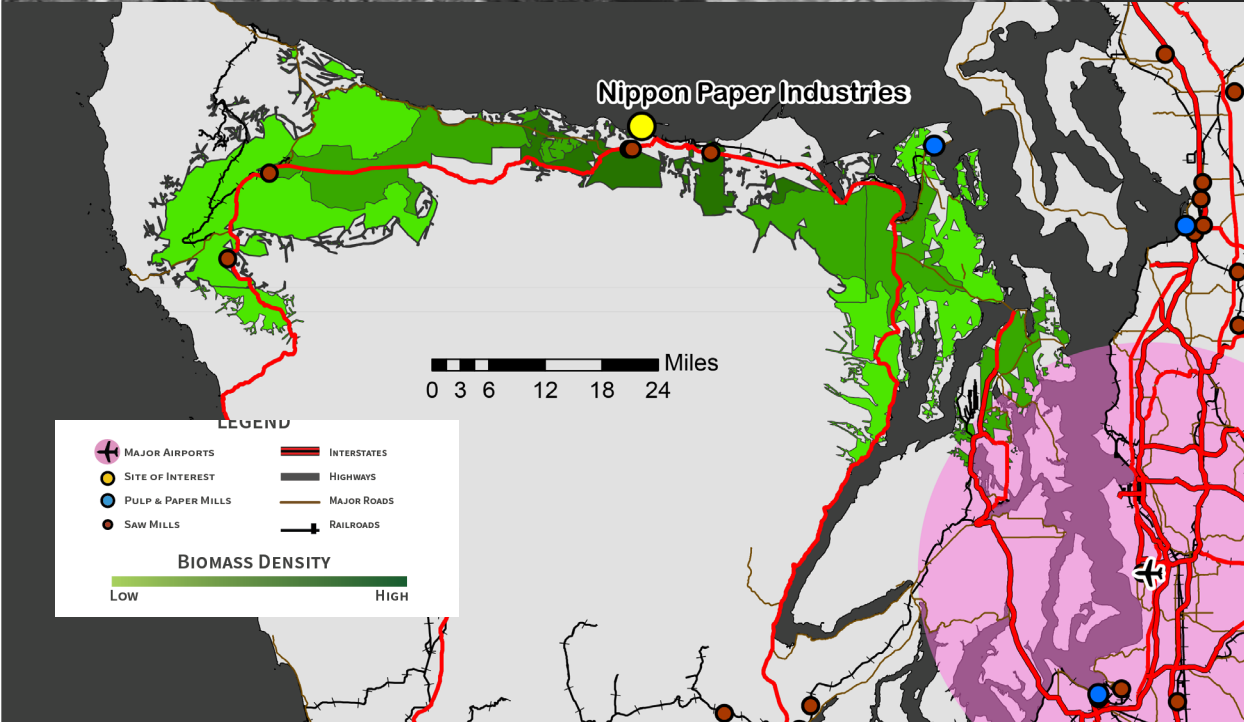 Nippon Paper Industries
Miles
0 3 6 12 18 24
LEGEND
MAJOR AIRPORTS
INTERSTATES
SITE OF INTEREST
HIGHWAYS
PULP & PAPER MILLS
MAJOR ROADS
SAW MILLS
RAILROADS
BIOMASS DENSITY
LOW HIGH